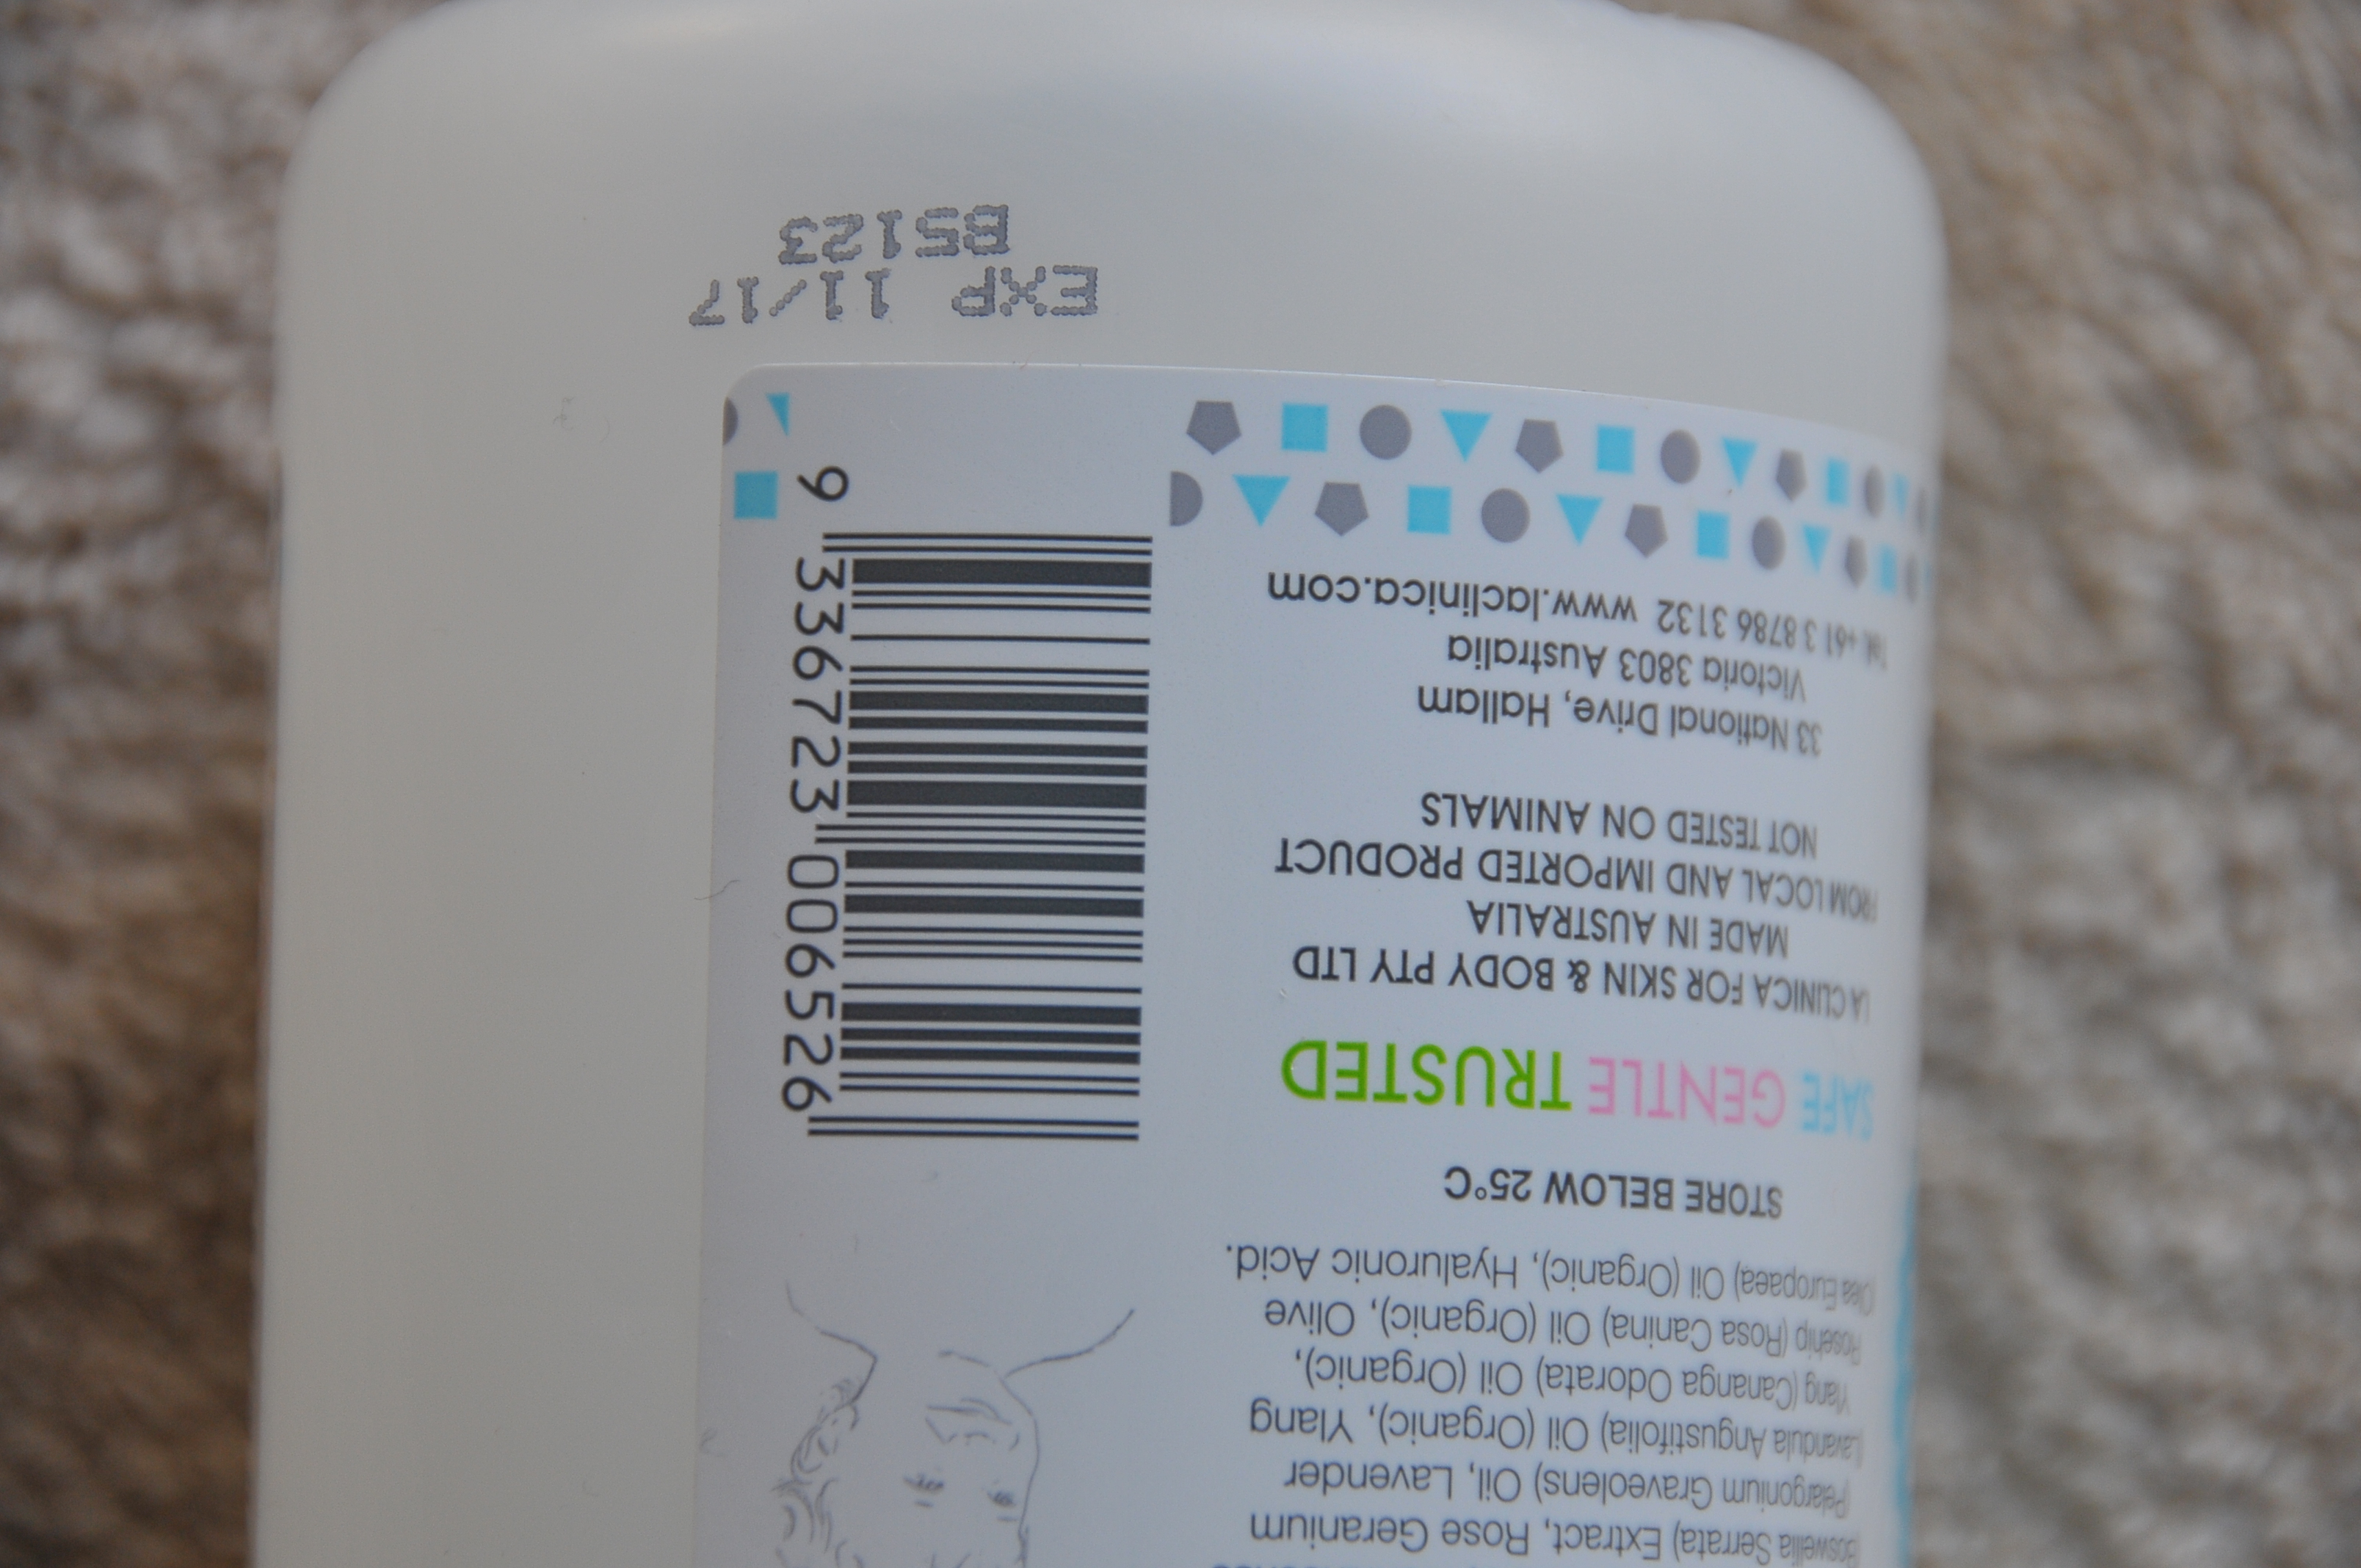 Boswellia Serrata) Extract, Rose Geranium
(Pelargonium Graveolens) Oil, Lavender
(Lavandula Angustifolia) Oil (Organic), Ylang
Ylang (Cananga Odorata) Oil (Organic),
Rosehip (Rosa Canina) Oil (Organic), Olive
(Olea Europaea) Oil (Organic), Hyaluronic Acid.
STORE BELOW 25°C
SAFE GENTLE TRUSTED
LA CLINICA FOR SKIN & BODY PTY LTD
MADE IN AUSTRALIA
FROM LOCAL AND IMPORTED PRODUCT
NOT TESTED ON ANIMALS
33 National Drive, Hallam
Victoria 3803 Australia
Tel. +61 3 8786 3132 www.laclinica.com
9 336723 006526
EXP 11/17
B5123